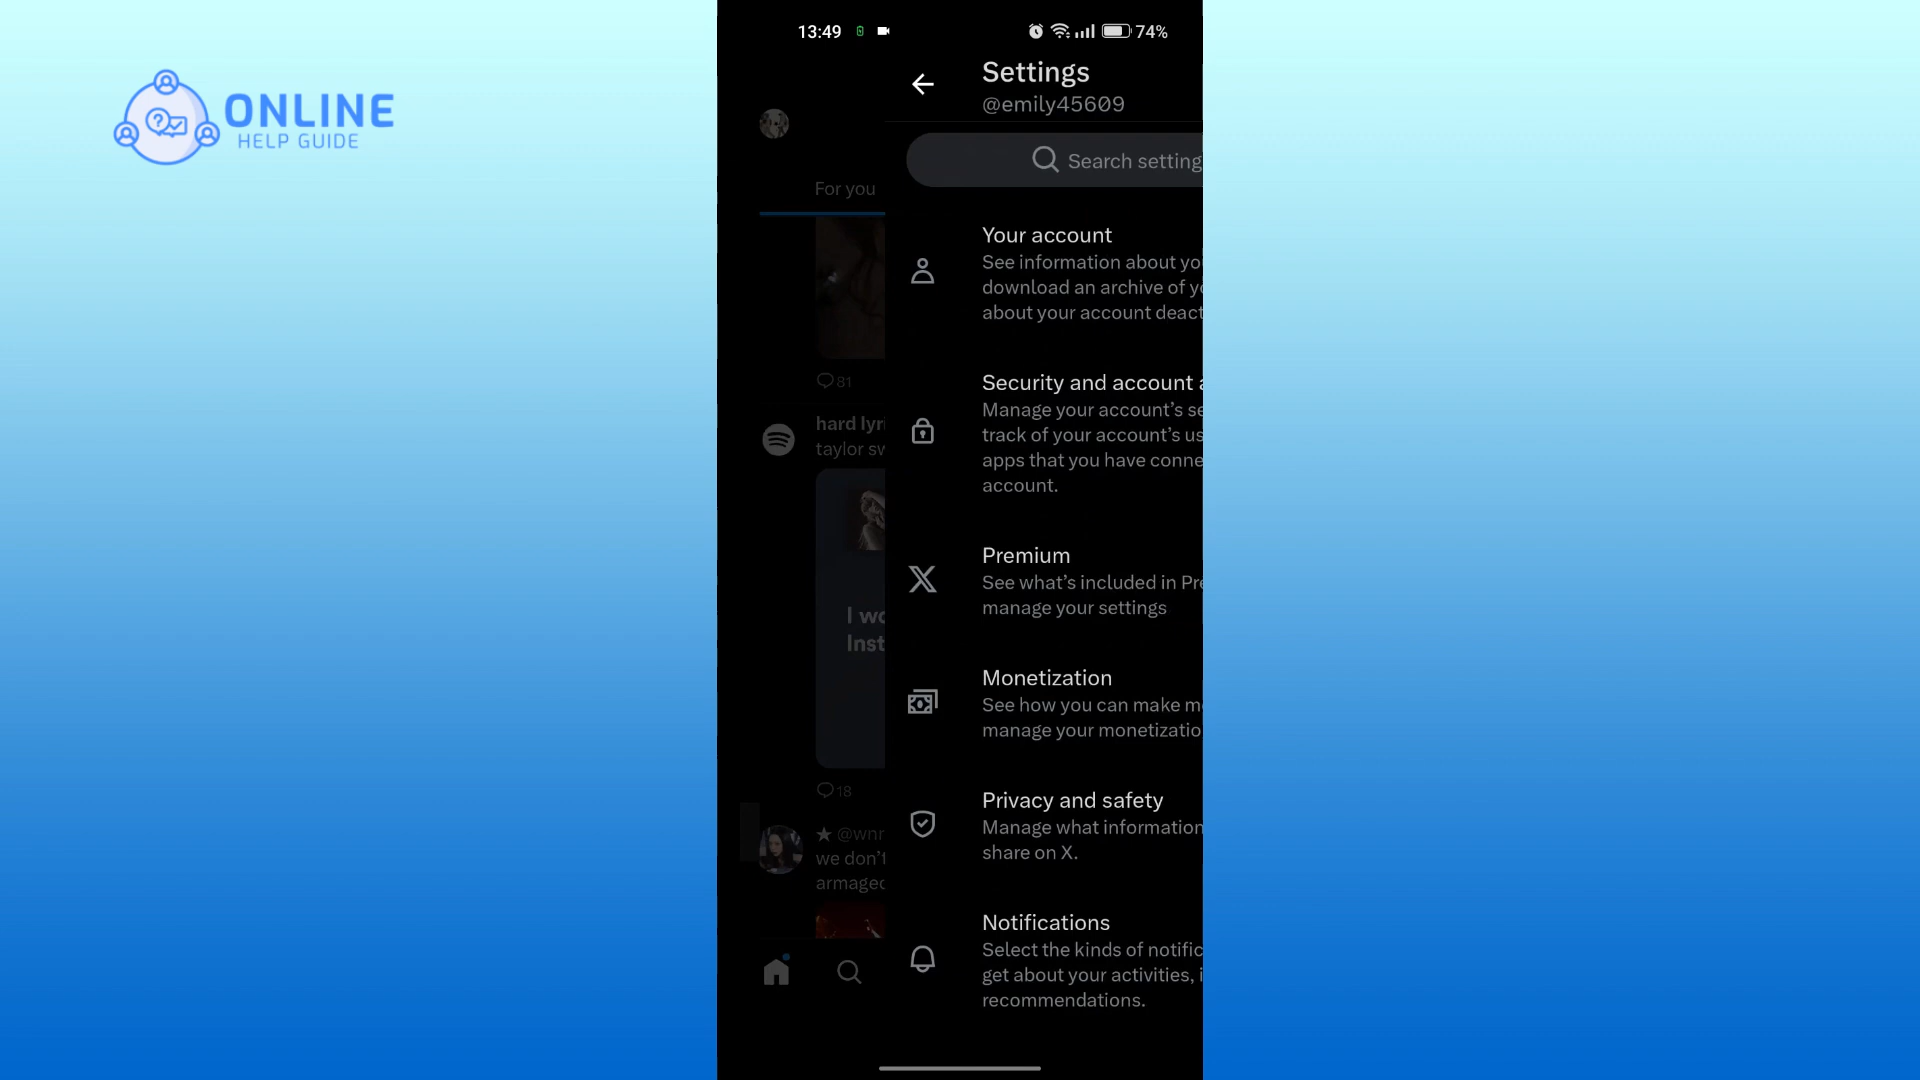 ONLINE
HELP GUIDE
13:49
74%
Settings
@emily45609
Search setting
For you
Your account
See information about yo
download an archive of y
about your account deact
81
Security and account
Manage your account's se
track of your account's us
apps that you have conne
account.
hard lyri
taylor sw
Premium
See what's included in Pre
manage your settings
I wo
Inst
Monetization
See how you can make m
manage your monetizatio
18
Privacy and safety
Manage what information
share on X.
★ @wnr
we don't
armaged
Notifications
Select the kinds of notific
get about your activities, i
recommendations.